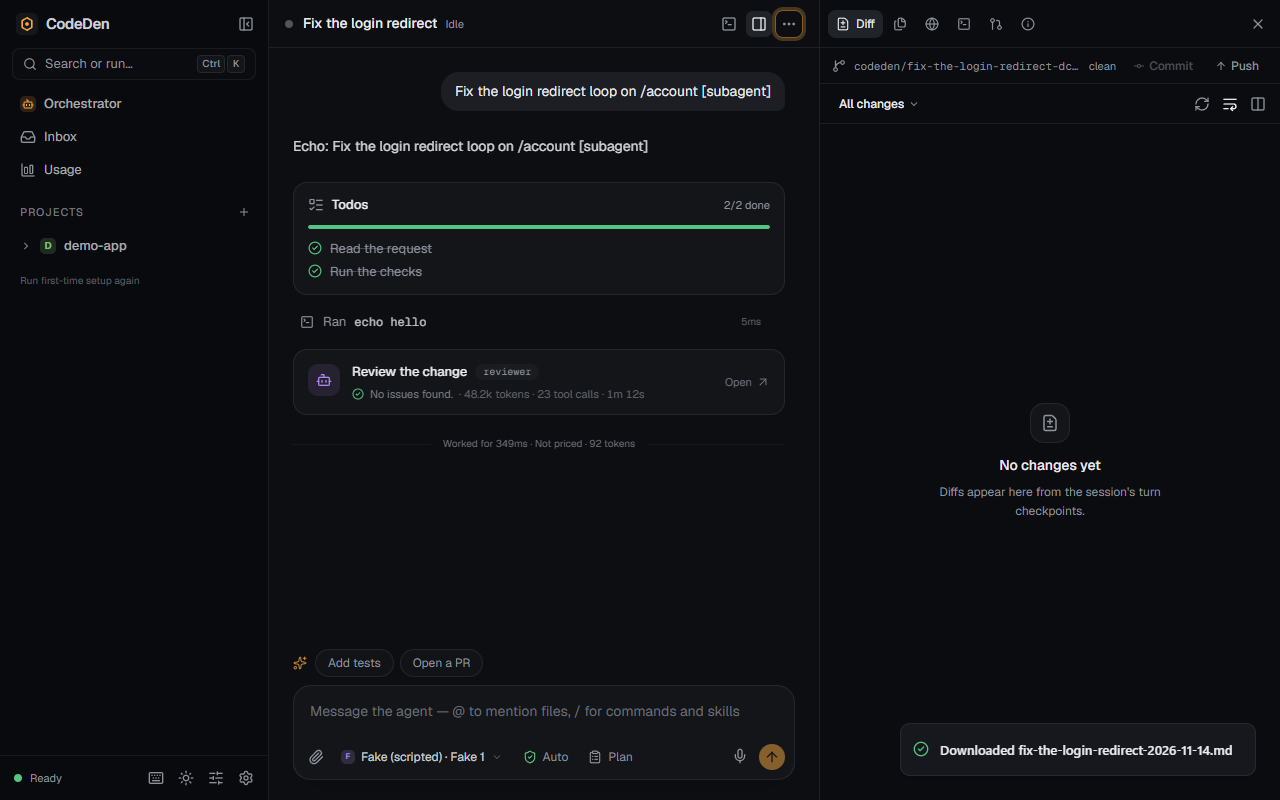 CodeDen
Search or run...
Ctrl K
Orchestrator
Inbox
Usage
PROJECTS
D demo-app
Run first-time setup again
Ready
Fix the login redirect Idle
Fix the login redirect loop on /account [subagent]
Echo: Fix the login redirect loop on /account [subagent]
Todos 2/2 done
Read the request
Run the checks
Ran echo hello 5ms
Review the change reviewer
No issues found. · 48.2k tokens · 23 tool calls · 1m 12s
Open
Worked for 349ms · Not priced · 92 tokens
Add tests Open a PR
Message the agent — @ to mention files, / for commands and skills
F Fake (scripted) · Fake 1 Auto Plan
Diff
codeden/fix-the-login-redirect-dc… clean Commit Push
All changes
No changes yet
Diffs appear here from the session's turn
checkpoints.
Downloaded fix-the-login-redirect-2026-11-14.md